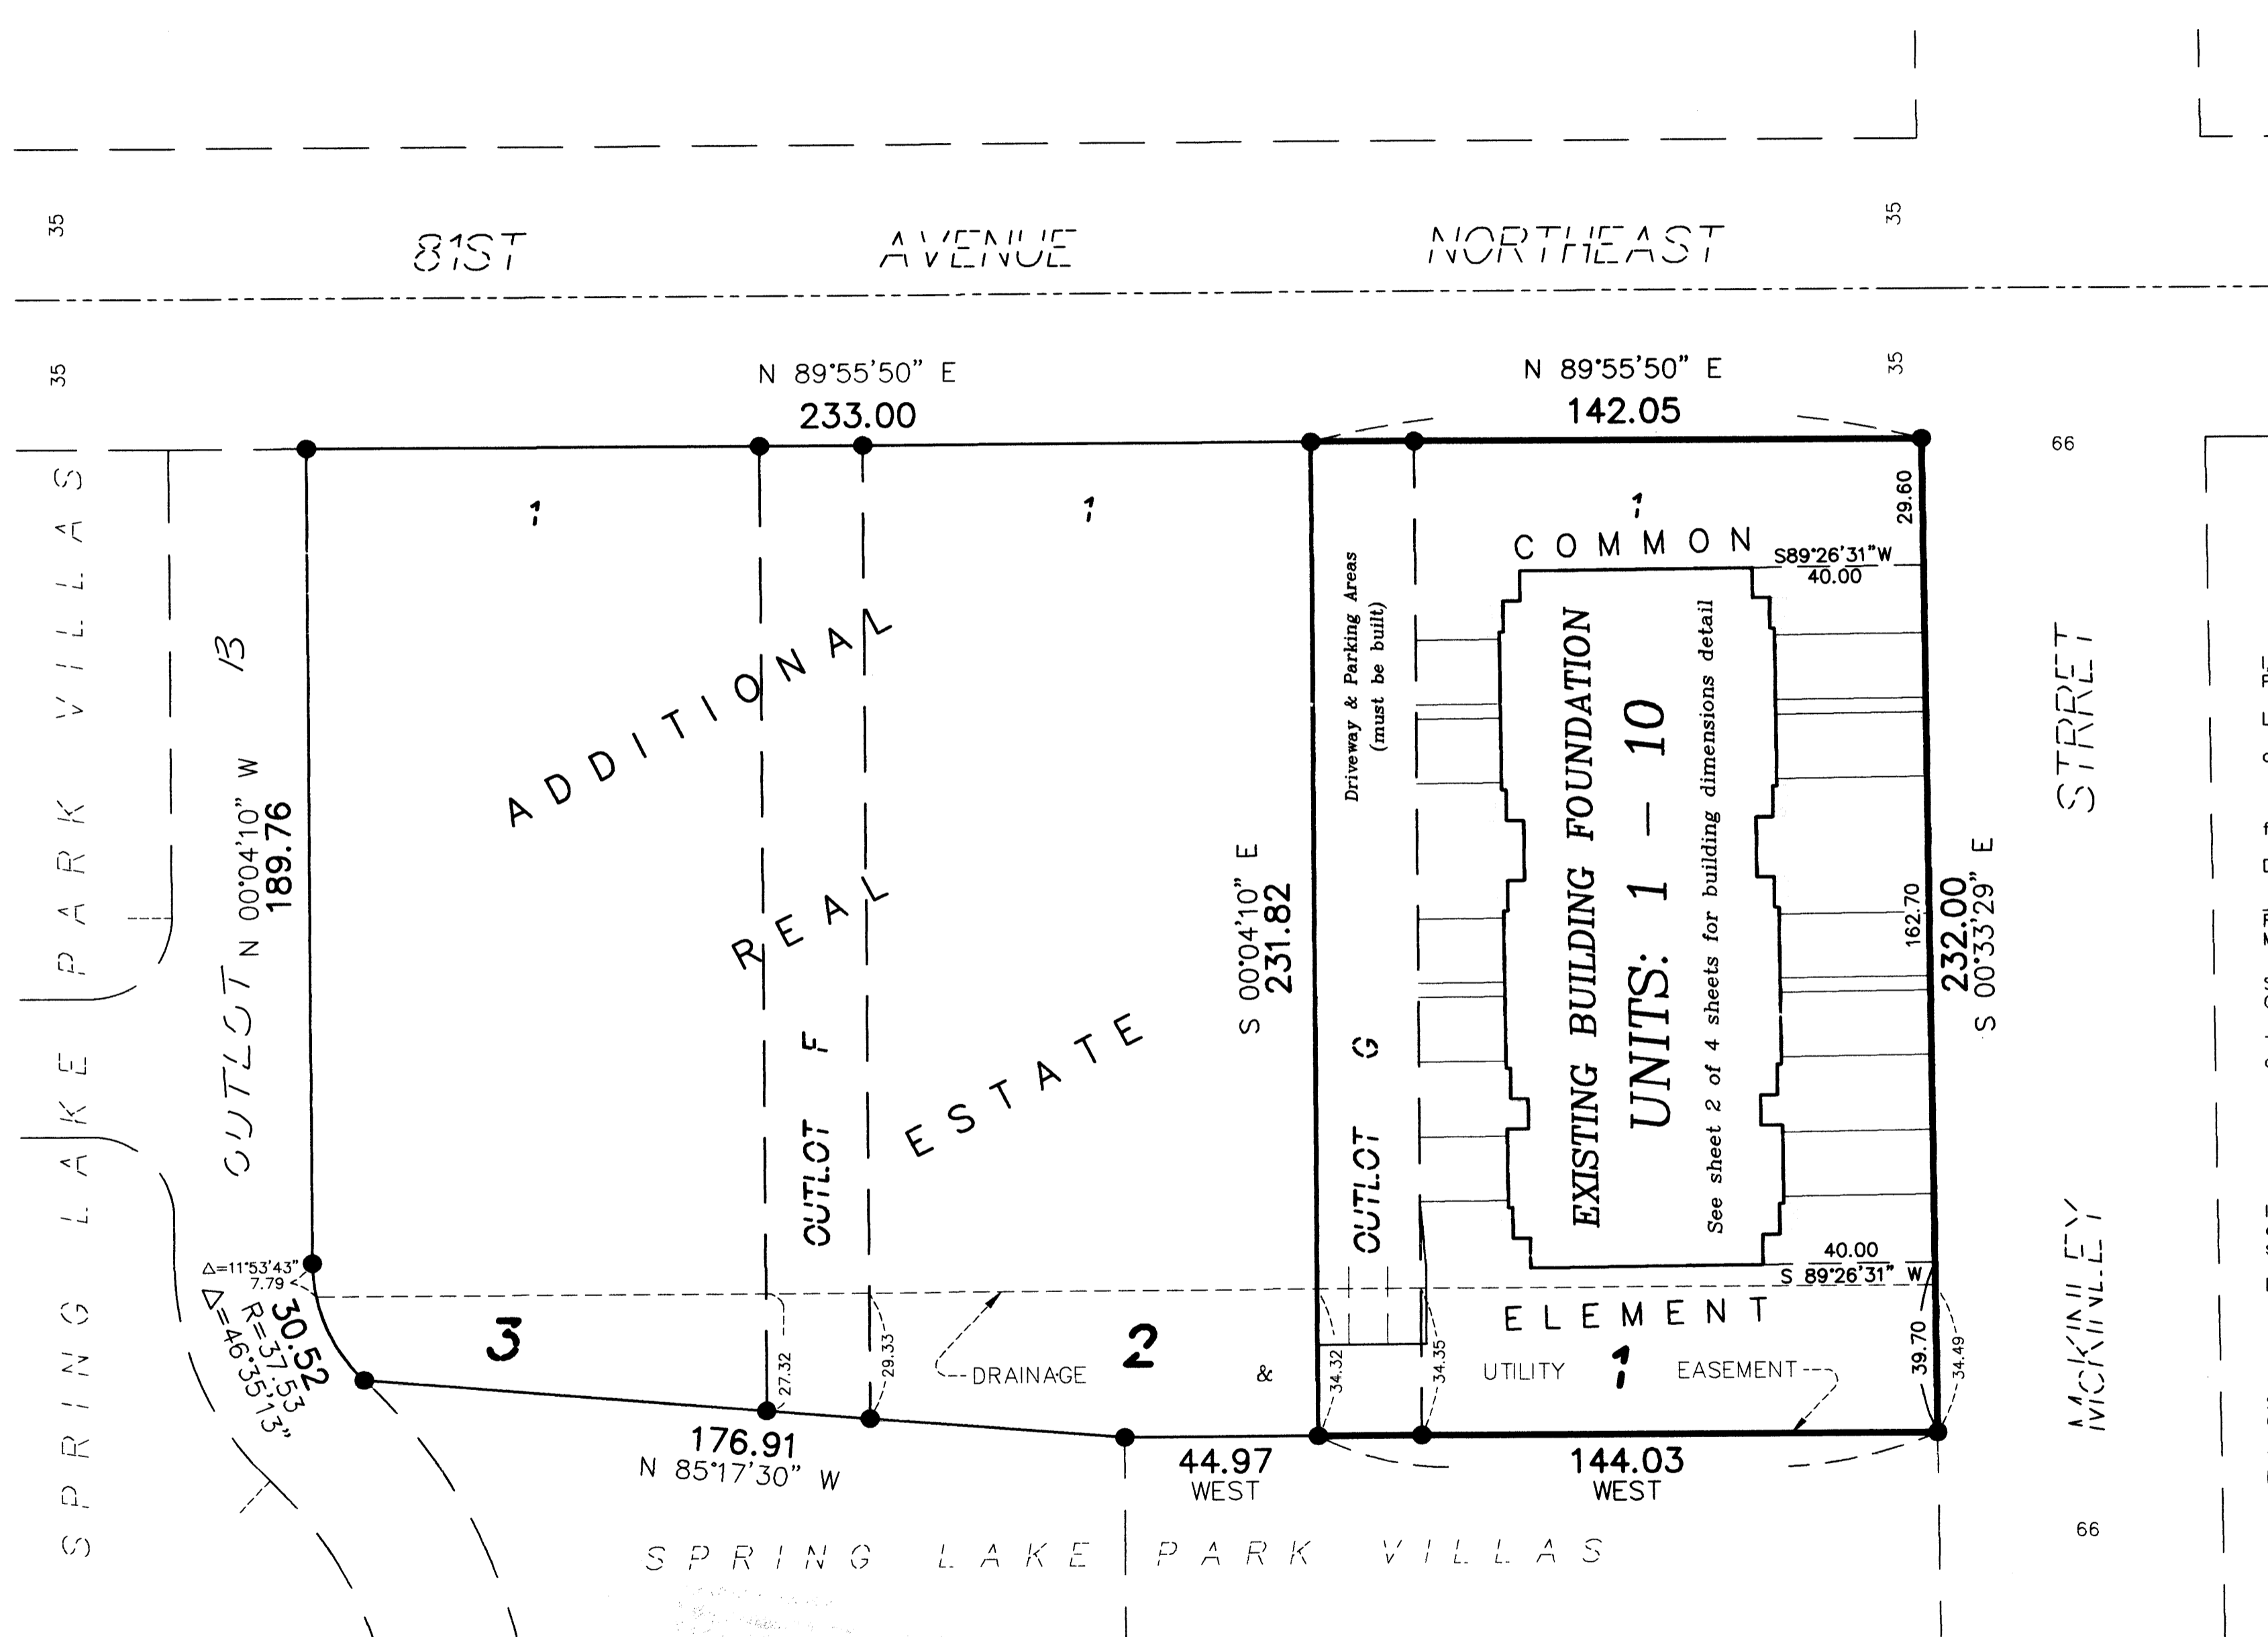 35
35
81ST AVENUE NORTHEAST
35
35
N 89°55'50" E
233.00
N 89°55'50" E
142.05
66
SPRING LAKE PARK VILLAS
OUTLOT 13
N 00°04'10" W
189.76
1
1
1
ADDITIONAL
REAL
ESTATE
OUTLOT F
S 00°04'10" E
231.82
Driveway & Parking Areas
(must be built)
OUTLOT G
COMMON
S89°26'31"W
40.00
29.60
EXISTING BUILDING FOUNDATION
UNITS: 1 – 10
See sheet 2 of 4 sheets for building dimensions detail
162.70
232.00
S 00°33'29" E
MCKINLEY STRRET
40.00
S 89°26'31" W
ELEMENT
Δ=11°53'43"
7.79
30.52
R=37.53
Δ=46°35'13"
3
27.32
29.33
DRAINAGE
2
&
34.32
34.35
UTILITY
1
EASEMENT
39.70
34.49
176.91
N 85°17'30" W
44.97
WEST
144.03
WEST
66
SPRING LAKE PARK VILLAS